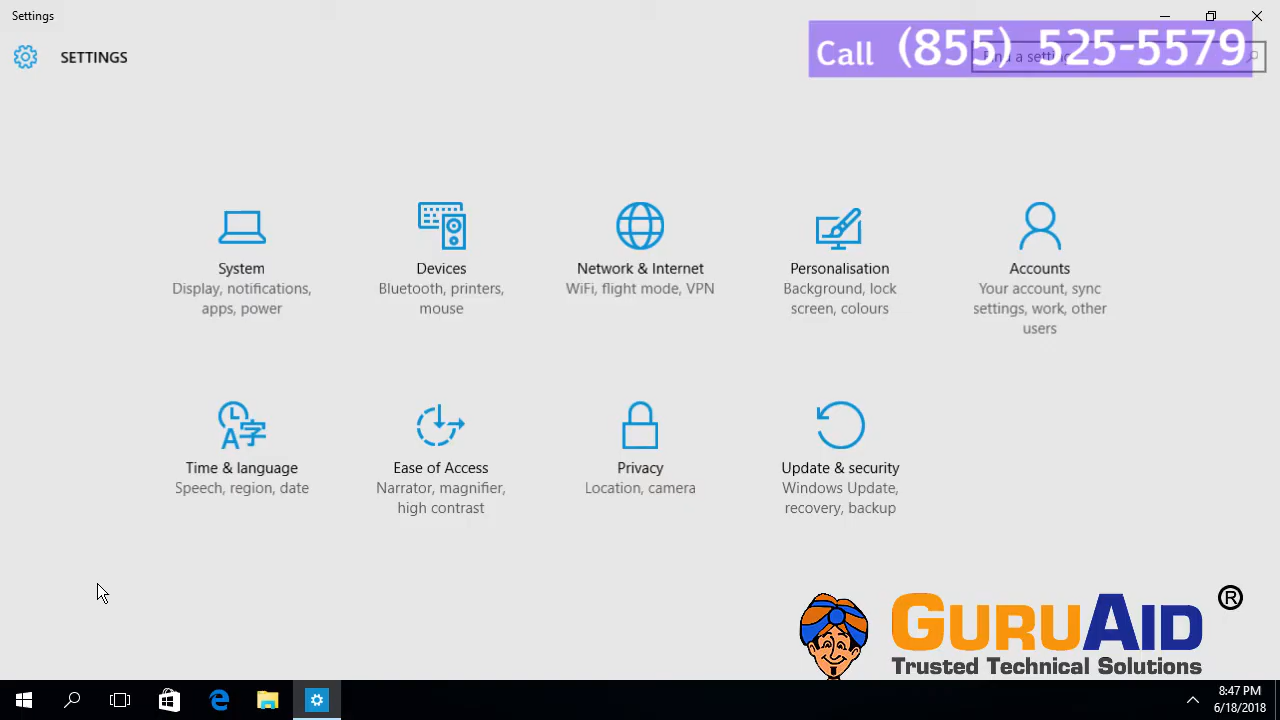 Settings
SETTINGS
Call (855) 525-5579
Find a setting
System
Display, notifications,
apps, power
Devices
Bluetooth, printers,
mouse
Network & Internet
WiFi, flight mode, VPN
Personalisation
Background, lock
screen, colours
Accounts
Your account, sync
settings, work, other
users
Time & language
Speech, region, date
Ease of Access
Narrator, magnifier,
high contrast
Privacy
Location, camera
Update & security
Windows Update,
recovery, backup
GURUAID ®
Trusted Technical Solutions
8:47 PM
6/18/2018